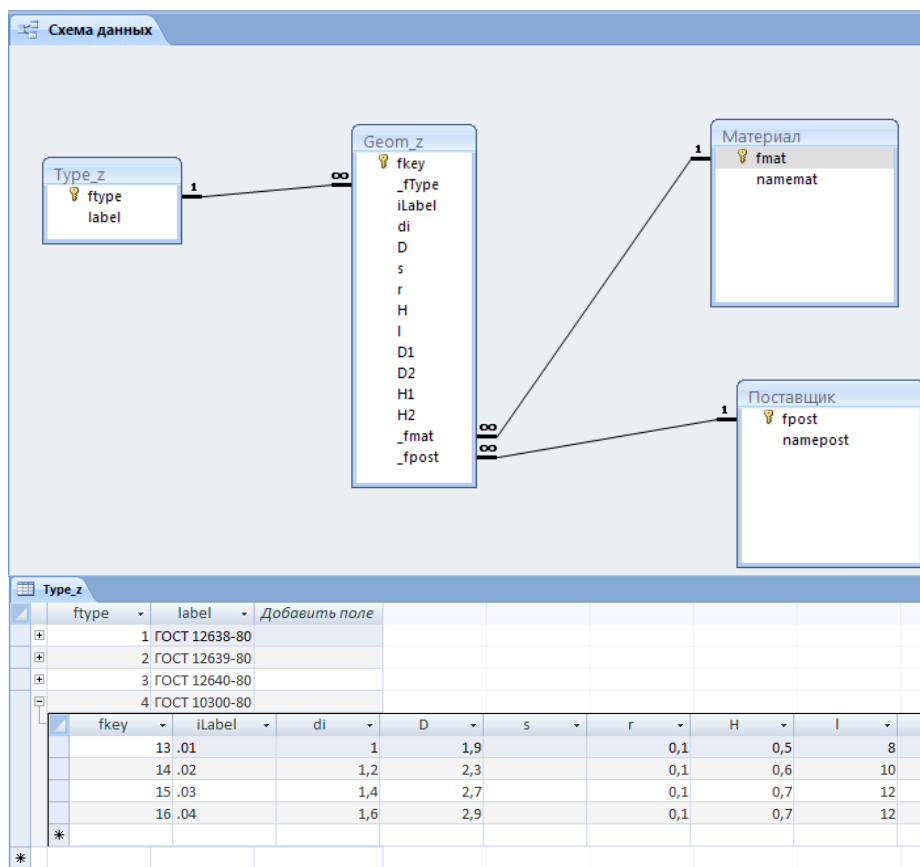 Схема данных
Type_z
ftype
label
1
∞
Geom_z
fkey
_fType
iLabel
di
D
s
r
H
l
D1
D2
H1
H2
_fmat
_fpost
∞
∞
1
Материал
fmat
namemat
1
Поставщик
fpost
namepost
Type_z
ftype label Добавить поле
1 ГОСТ 12638-80
2 ГОСТ 12639-80
3 ГОСТ 12640-80
4 ГОСТ 10300-80
fkey iLabel di D s r H l
13 .01 1 1,9 0,1 0,5 8
14 .02 1,2 2,3 0,1 0,6 10
15 .03 1,4 2,7 0,1 0,7 12
16 .04 1,6 2,9 0,1 0,7 12